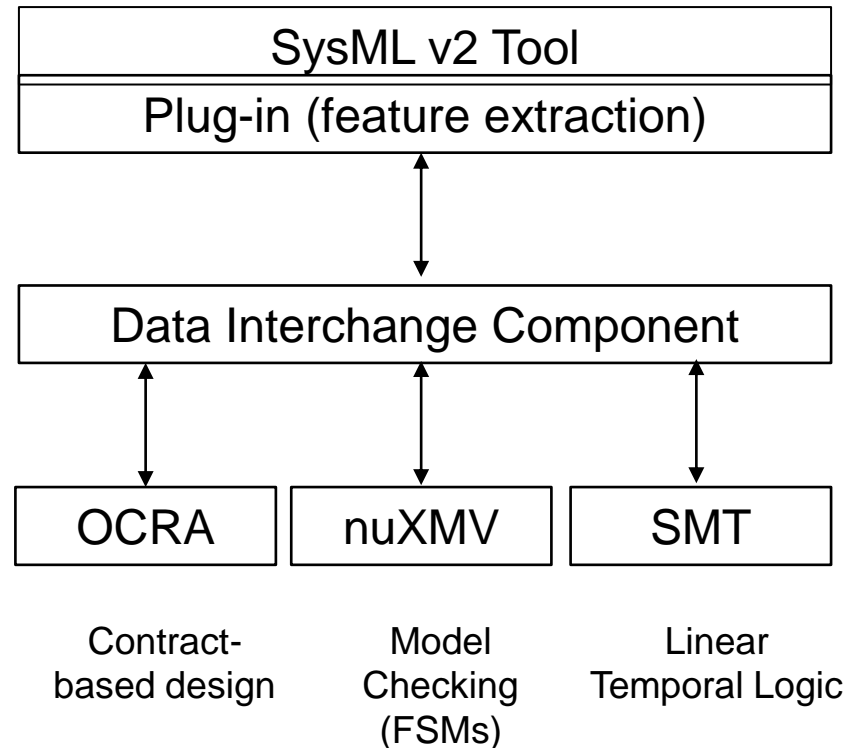 SysML v2 Tool
Plug-in (feature extraction)
Data Interchange Component
OCRA
nuXMV
SMT
Contract-
based design
Model
Checking
(FSMs)
Linear
Temporal Logic